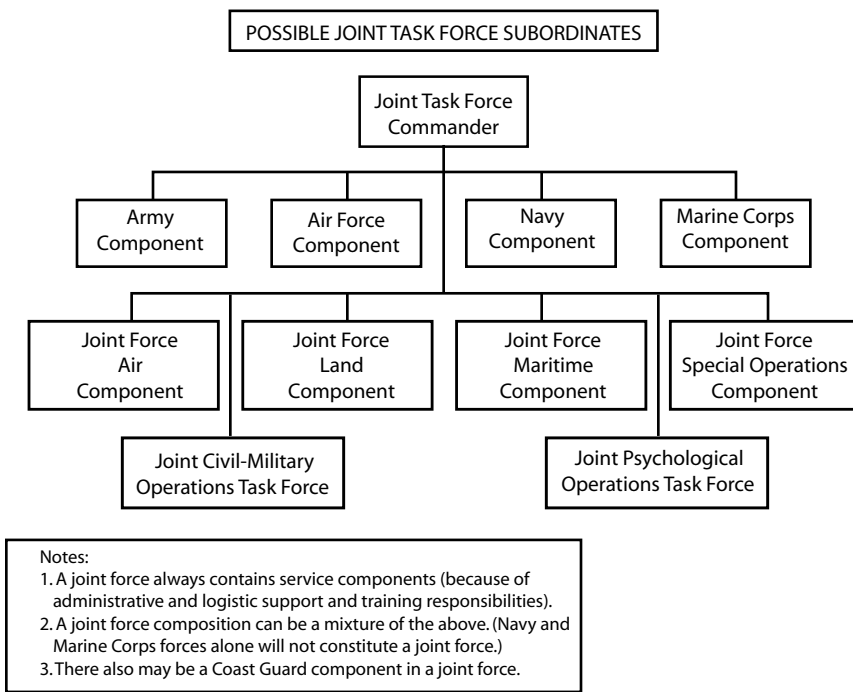 POSSIBLE JOINT TASK FORCE SUBORDINATES
Joint Task Force
Commander
Army
Component
Air Force
Component
Navy
Component
Marine Corps
Component
Joint Force
Air
Component
Joint Force
Land
Component
Joint Force
Maritime
Component
Joint Force
Special Operations
Component
Joint Civil-Military
Operations Task Force
Joint Psychological
Operations Task Force
Notes:
1. A joint force always contains service components (because of
administrative and logistic support and training responsibilities).
2. A joint force composition can be a mixture of the above. (Navy and
Marine Corps forces alone will not constitute a joint force.)
3. There also may be a Coast Guard component in a joint force.